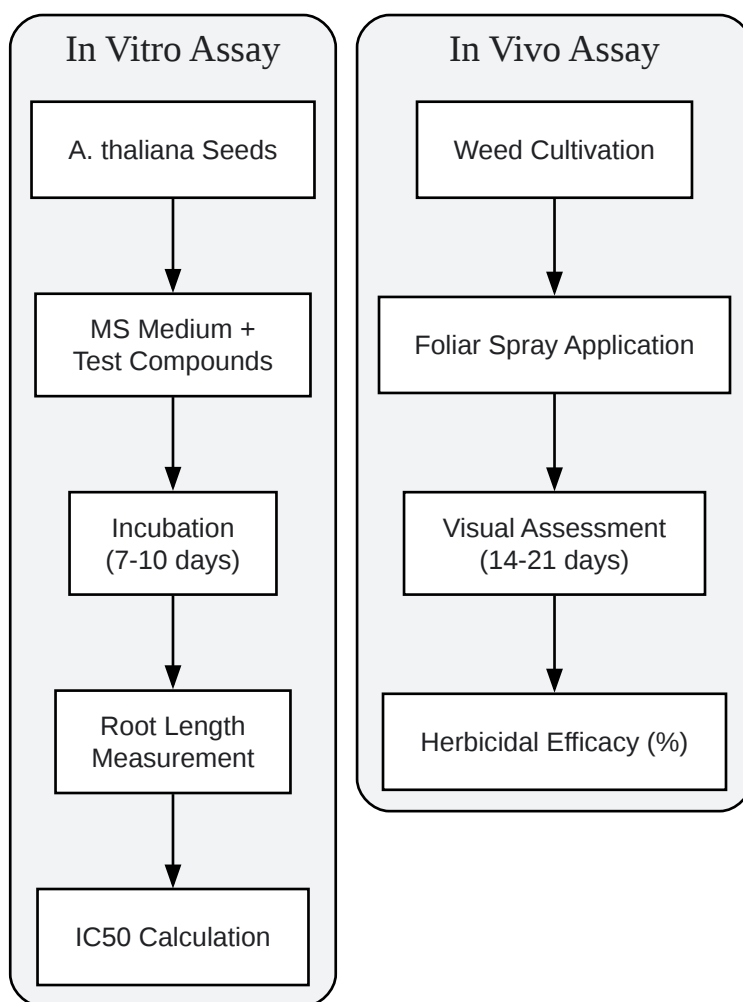 In Vitro Assay
A. thaliana Seeds
MS Medium +
Test Compounds
Incubation
(7-10 days)
Root Length
Measurement
IC50 Calculation
In Vivo Assay
Weed Cultivation
Foliar Spray Application
Visual Assessment
(14-21 days)
Herbicidal Efficacy (%)